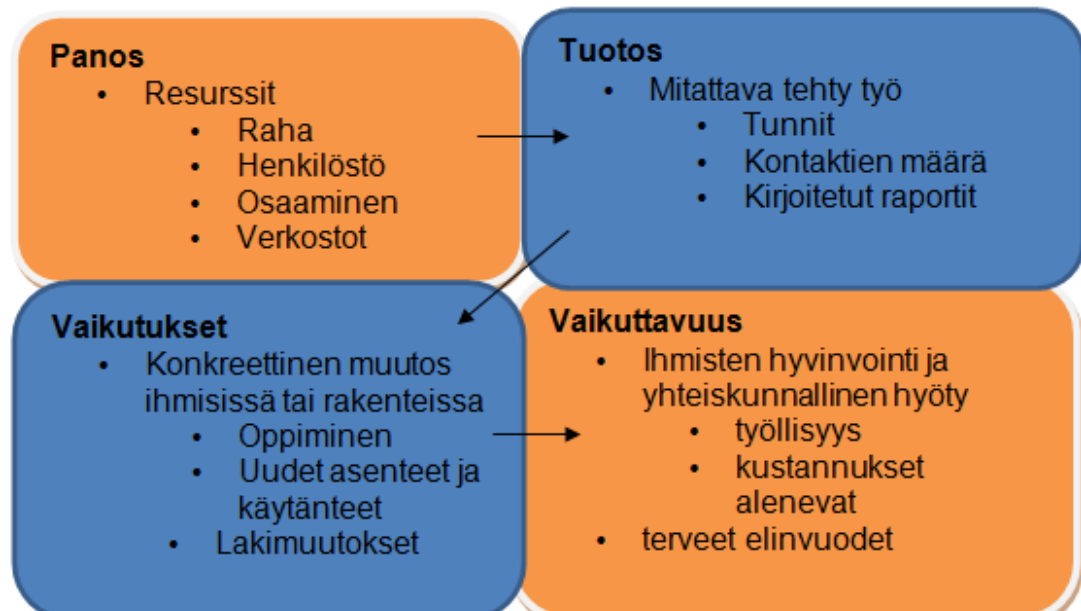 Panos
• Resurssit
• Raha
• Henkilöstö
• Osaaminen
• Verkostot
Tuotos
• Mitattava tehty työ
• Tunnit
• Kontaktien määrä
• Kirjoitetut raportit
Vaikutukset
• Konkreettinen muutos
ihmisissä tai rakenteissa
• Oppiminen
• Uudet asenteet ja
käytänteet
• Lakimuutokset
Vaikuttavuus
• Ihmisten hyvinvointi ja
yhteiskunnallinen hyöty
• työllisyys
• kustannukset
alenevat
• terveet elinvuodet